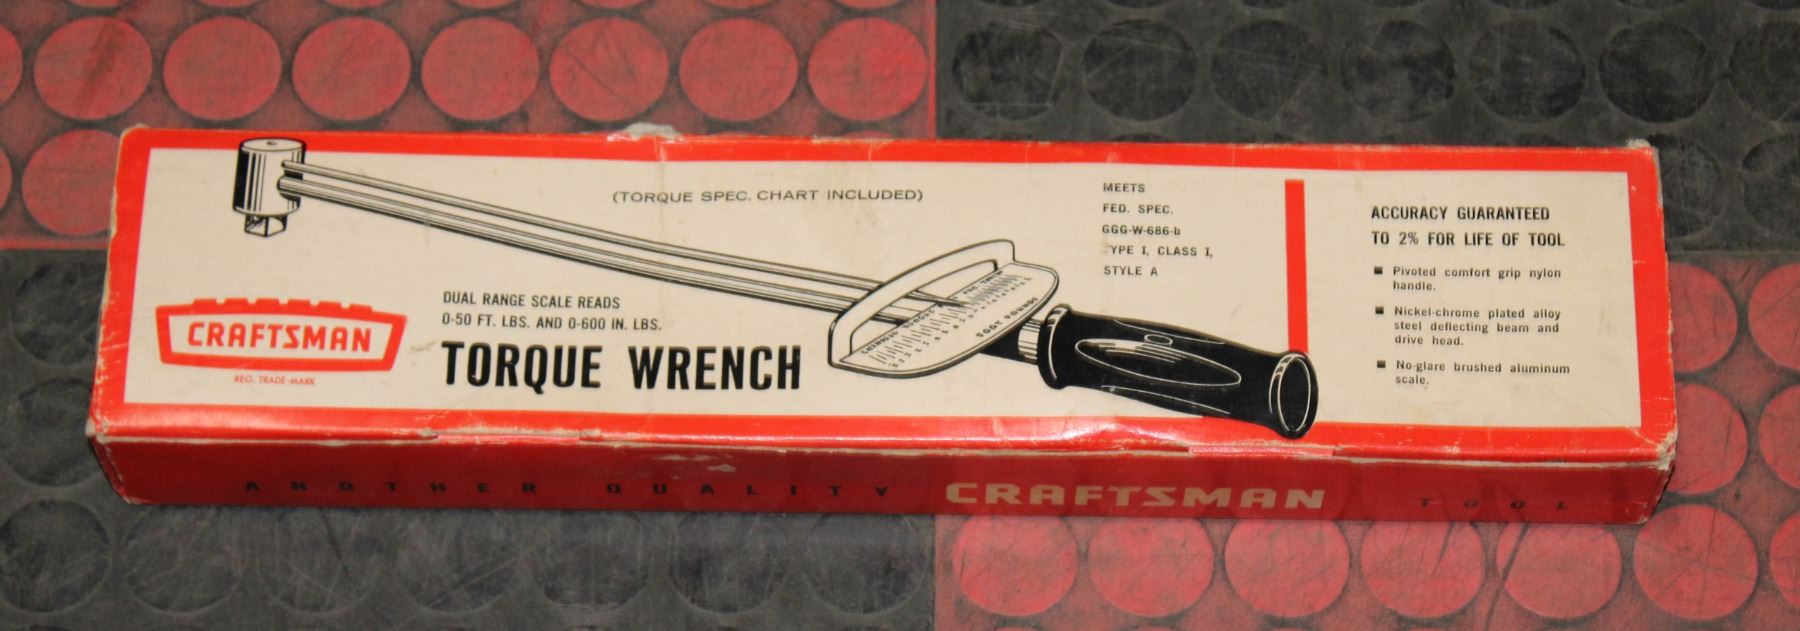 (TORQUE SPEC. CHART INCLUDED)
MEETS
FED. SPEC.
GGG-W-686-b
YPE I, CLASS I,
STYLE A
ACCURACY GUARANTEED
TO 2% FOR LIFE OF TOOL
■ Pivoted comfort grip nylon
handle.
■ Nickel-chrome plated alloy
steel deflecting beam and
drive head.
■ No-glare brushed aluminum
scale.
CRAFTSMAN
REG. TRADE-MARK
DUAL RANGE SCALE READS
0-50 FT. LBS. AND 0-600 IN. LBS.
TORQUE WRENCH
FOOT POUNDS
ANOTHER QUALITY CRAFTSMAN TOOL